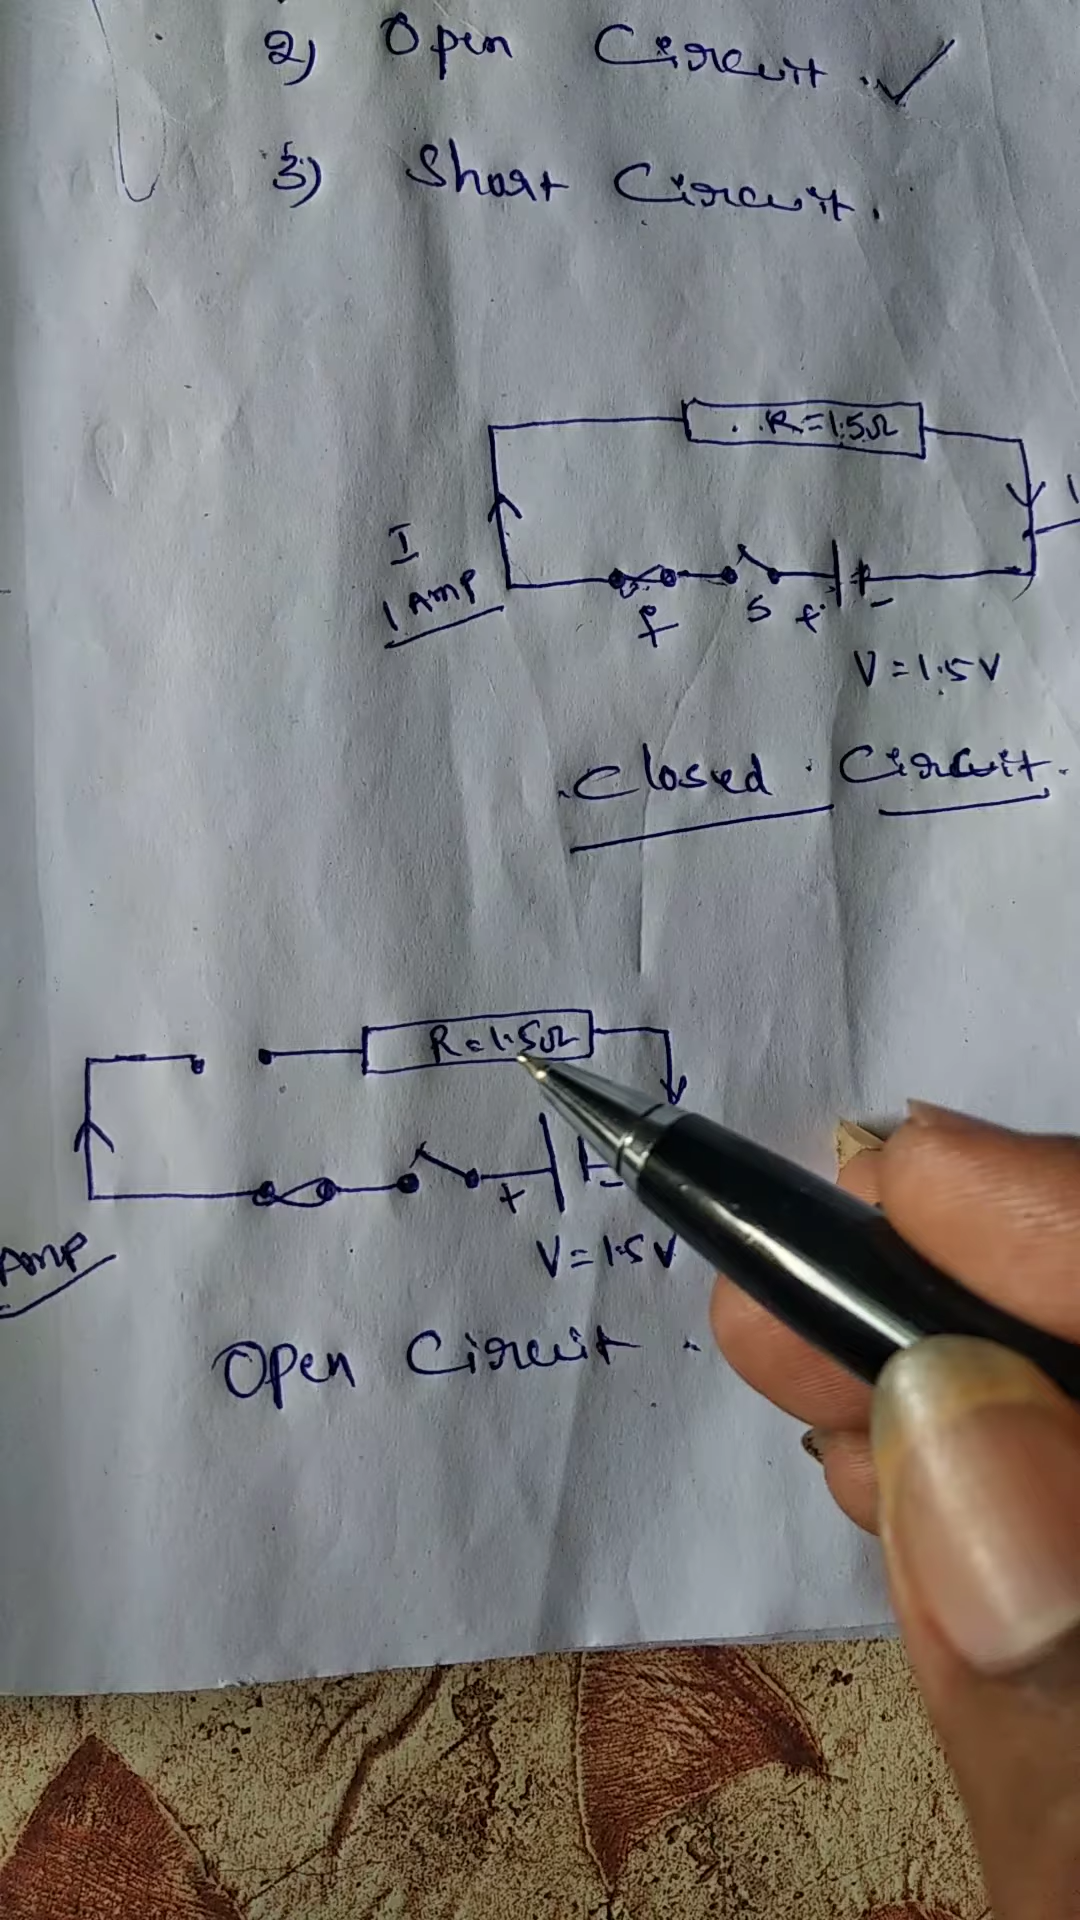 2) Open Circuit.
3) Short Circuit.
R=1.5Ω
I
1 AMP
f
S
+
-
V=1.5V
Closed Circuit.
R=1.5Ω
+
-
AMP
V=1.5V
Open Circuit.